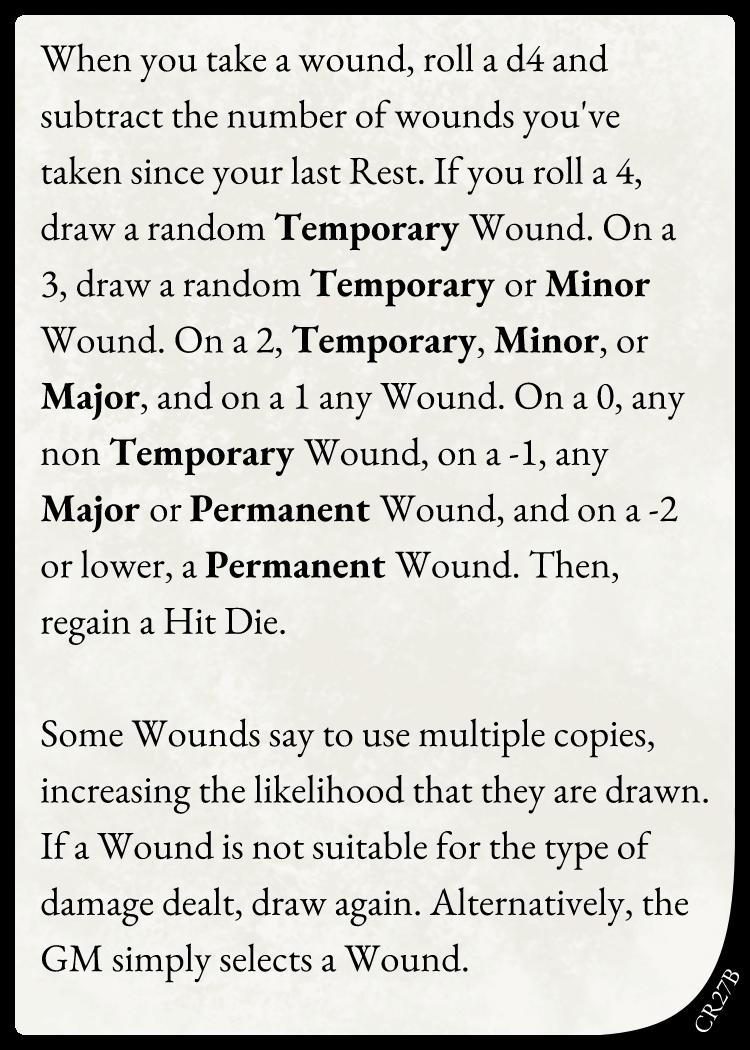 When you take a wound, roll a d4 and
subtract the number of wounds you've
taken since your last Rest. If you roll a 4,
draw a random Temporary Wound. On a
3, draw a random Temporary or Minor
Wound. On a 2, Temporary, Minor, or
Major, and on a 1 any Wound. On a 0, any
non Temporary Wound, on a -1, any
Major or Permanent Wound, and on a -2
or lower, a Permanent Wound. Then,
regain a Hit Die.
Some Wounds say to use multiple copies,
increasing the likelihood that they are drawn.
If a Wound is not suitable for the type of
damage dealt, draw again. Alternatively, the
GM simply selects a Wound.
CR27B